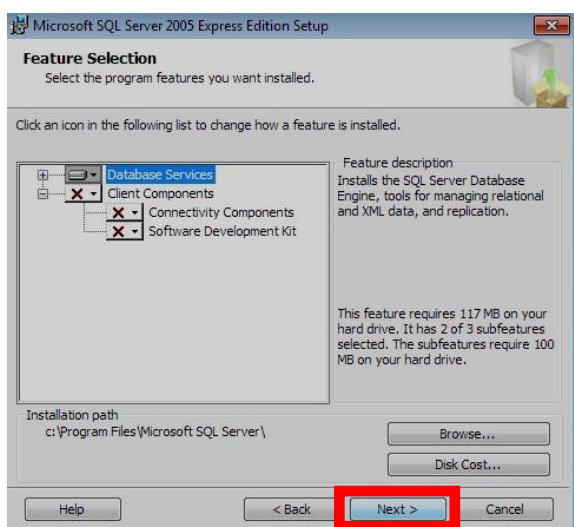 Microsoft SQL Server 2005 Express Edition Setup
Feature Selection
Select the program features you want installed.
Click an icon in the following list to change how a feature is installed.
Database Services
Client Components
Connectivity Components
Software Development Kit
Feature description
Installs the SQL Server Database
Engine, tools for managing relational
and XML data, and replication.
This feature requires 117 MB on your
hard drive. It has 2 of 3 subfeatures
selected. The subfeatures require 100
MB on your hard drive.
Installation path
c:\Program Files\Microsoft SQL Server\
Browse...
Disk Cost...
Help
< Back
Next >
Cancel